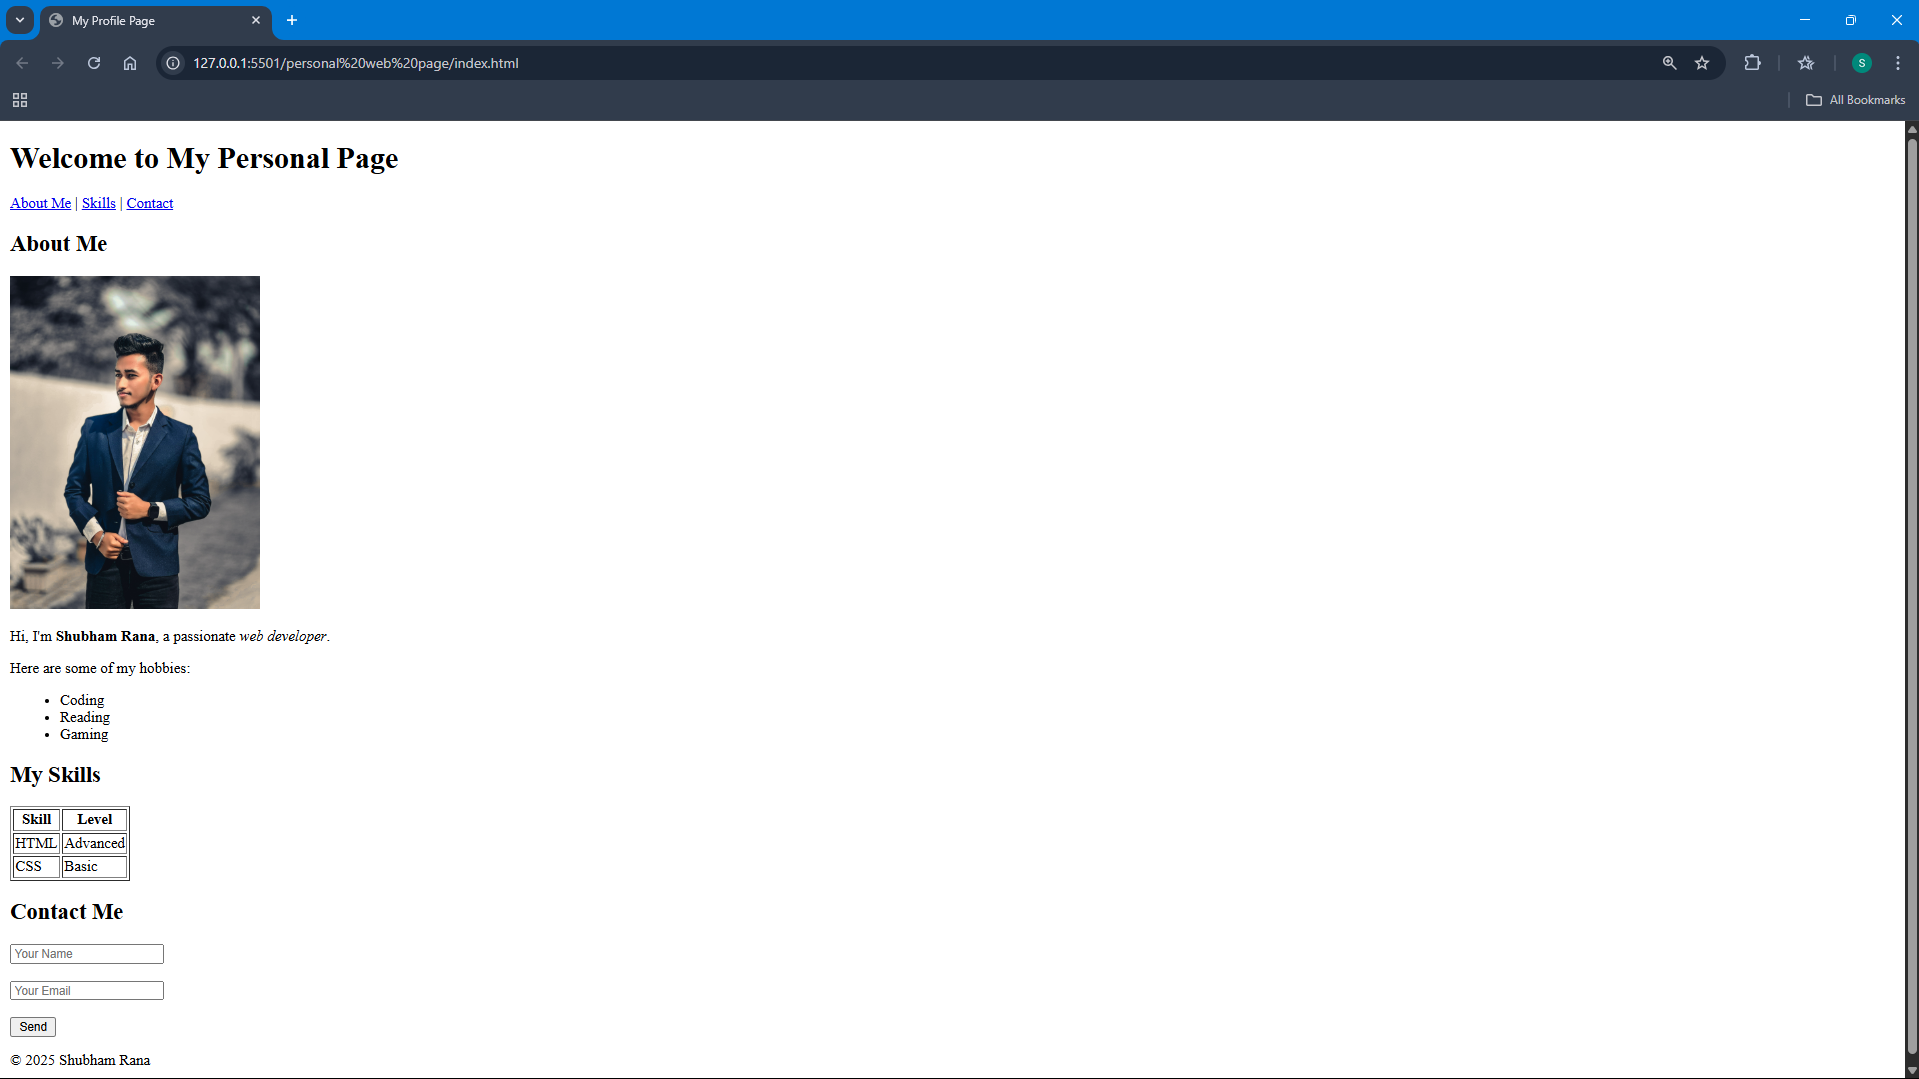 My Profile Page
127.0.0.1:5501/personal%20web%20page/index.html
S
All Bookmarks
Welcome to My Personal Page
About Me | Skills | Contact
About Me
Hi, I'm Shubham Rana, a passionate web developer.
Here are some of my hobbies:
• Coding
• Reading
• Gaming
My Skills
Skill Level
HTML Advanced
CSS Basic
Contact Me
Your Name
Your Email
Send
© 2025 Shubham Rana